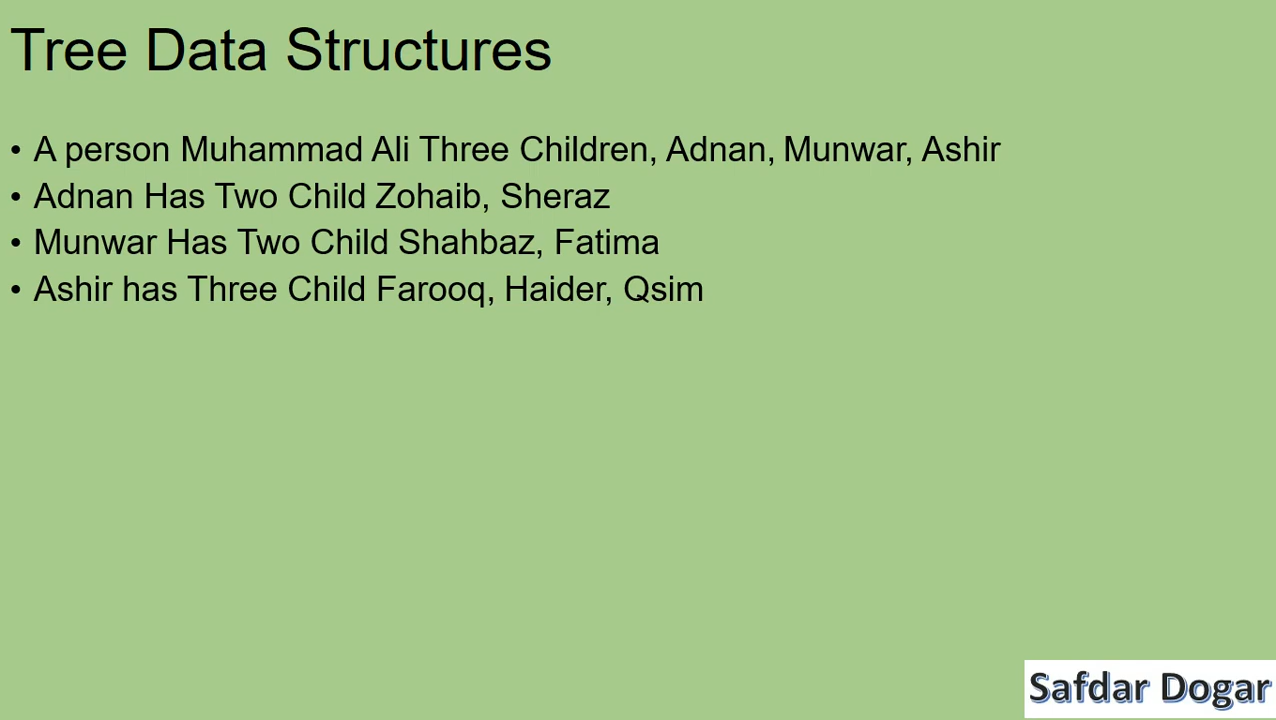 Tree Data Structures
• A person Muhammad Ali Three Children, Adnan, Munwar, Ashir
• Adnan Has Two Child Zohaib, Sheraz
• Munwar Has Two Child Shahbaz, Fatima
• Ashir has Three Child Farooq, Haider, Qsim
Safdar Dogar